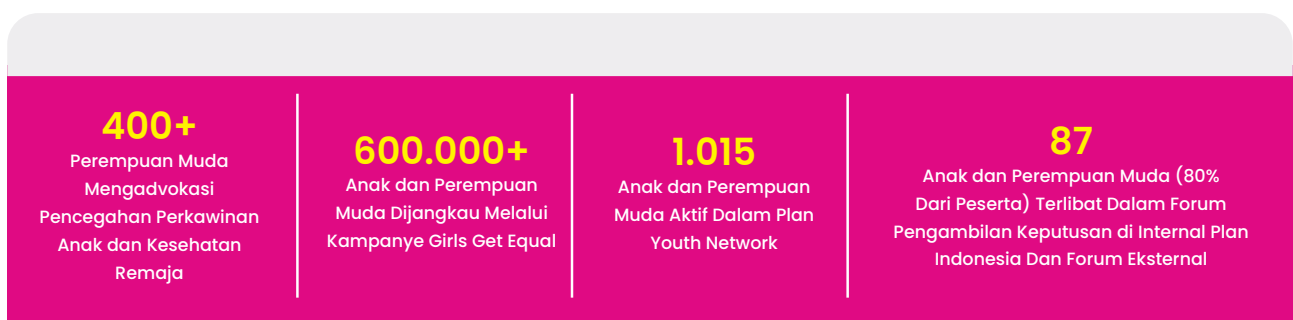 400+
Perempuan Muda
Mengadvokasi
Pencegahan Perkawinan
Anak dan Kesehatan
Remaja
600.000+
Anak dan Perempuan
Muda Dijangkau Melalui
Kampanye Girls Get Equal
1.015
Anak dan Perempuan
Muda Aktif Dalam Plan
Youth Network
87
Anak dan Perempuan Muda (80%
Dari Peserta) Terlibat Dalam Forum
Pengambilan Keputusan di Internal Plan
Indonesia Dan Forum Eksternal